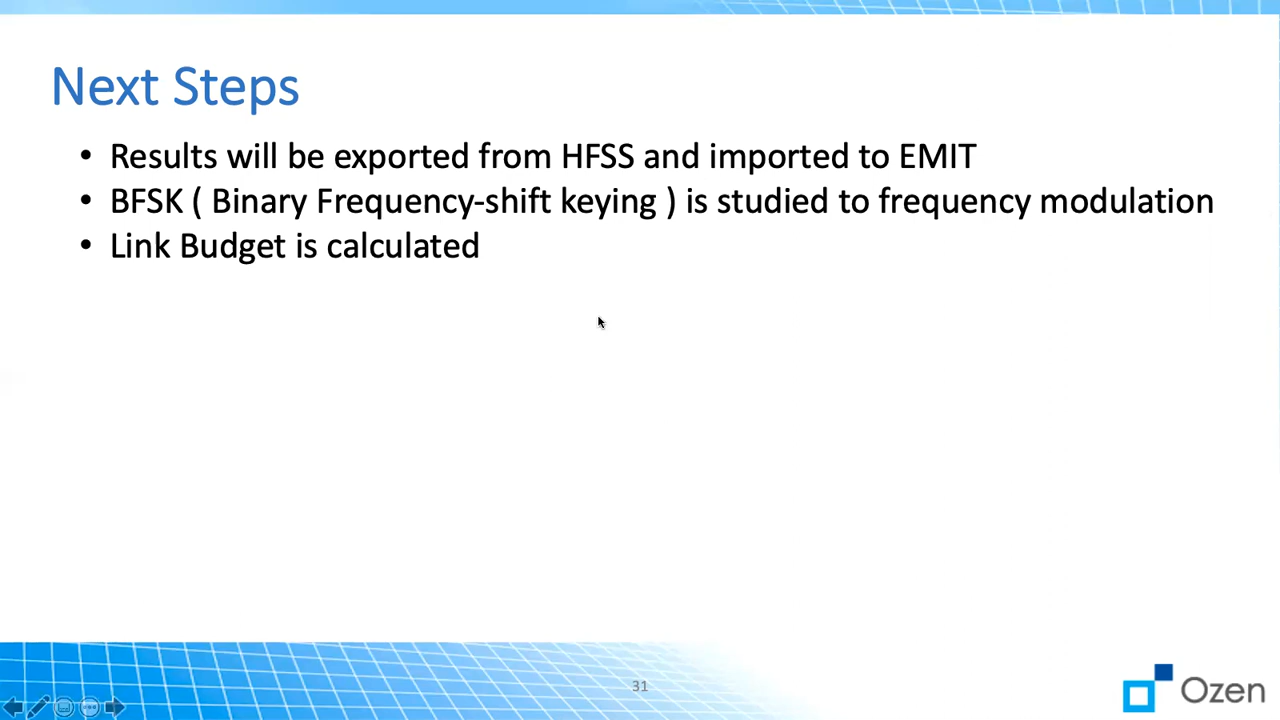 Next Steps
• Results will be exported from HFSS and imported to EMIT
• BFSK ( Binary Frequency-shift keying ) is studied to frequency modulation
• Link Budget is calculated
31
Ozen